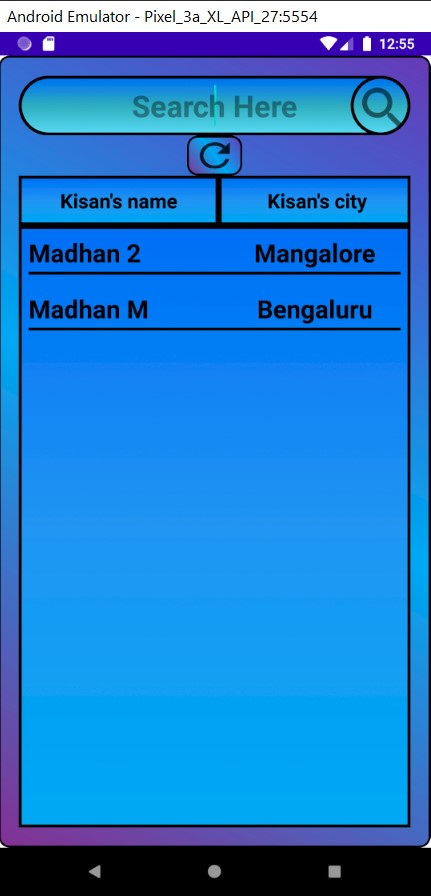 Android Emulator - Pixel_3a_XL_API_27:5554
12:55
Search Here
Kisan's name Kisan's city
Madhan 2 Mangalore
Madhan M Bengaluru